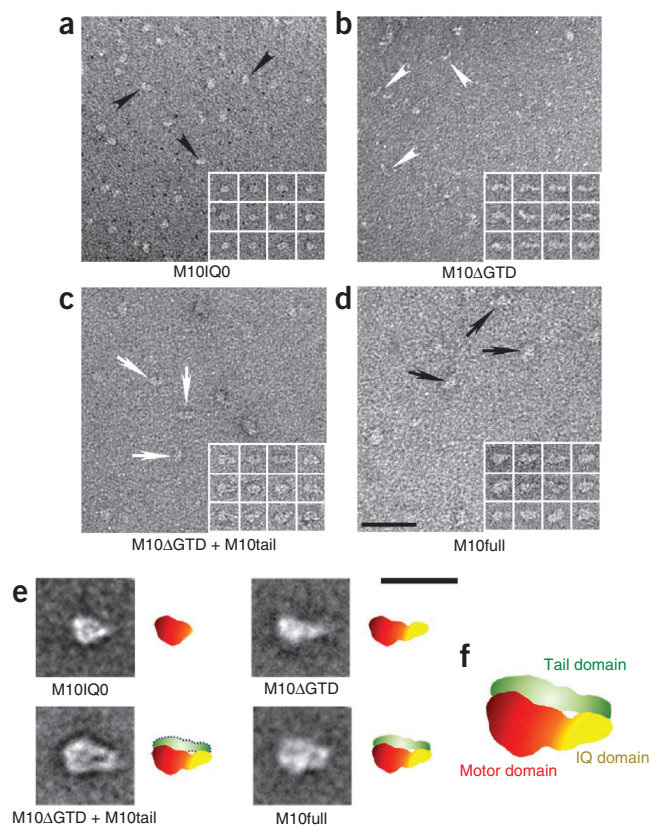 a
b
M10IQ0
M10ΔGTD
c
d
M10ΔGTD + M10tail
M10full
e
M10IQ0
M10ΔGTD
M10ΔGTD + M10tail
M10full
f
Tail domain
Motor domain
IQ domain